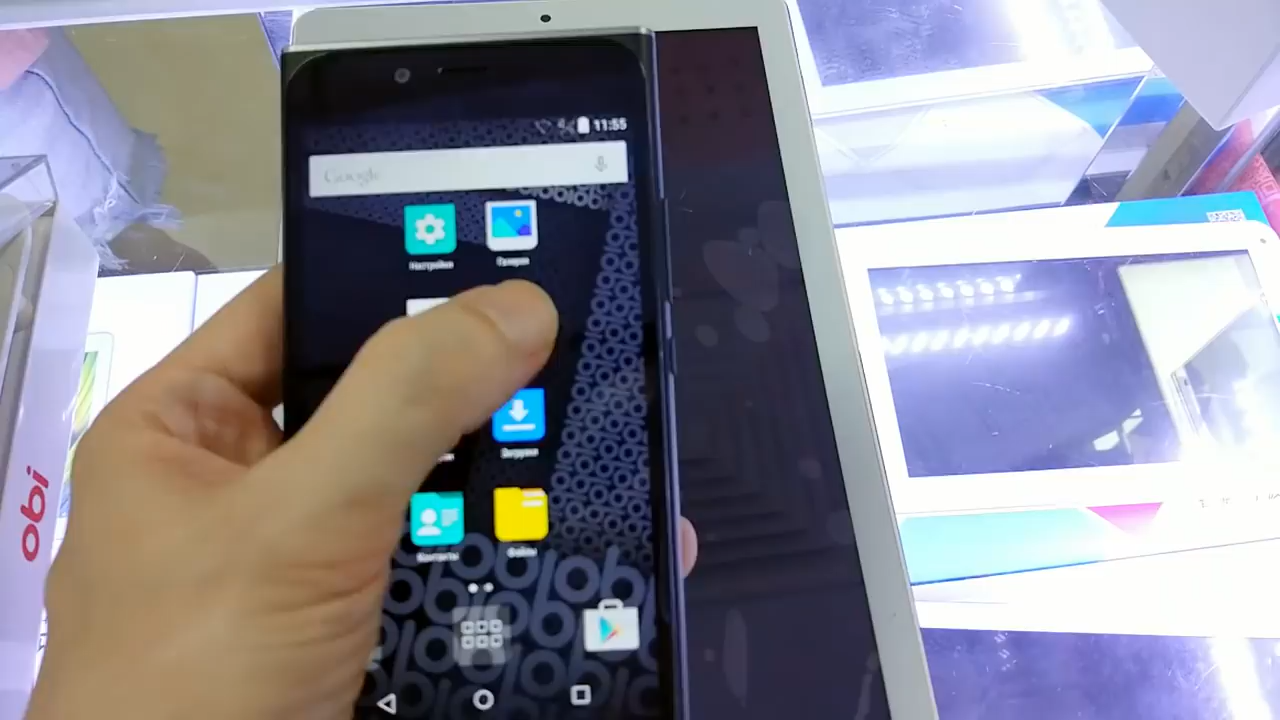 11:55
Google
Настройки
Галерея
Загрузки
Контакты
Файлы
obi